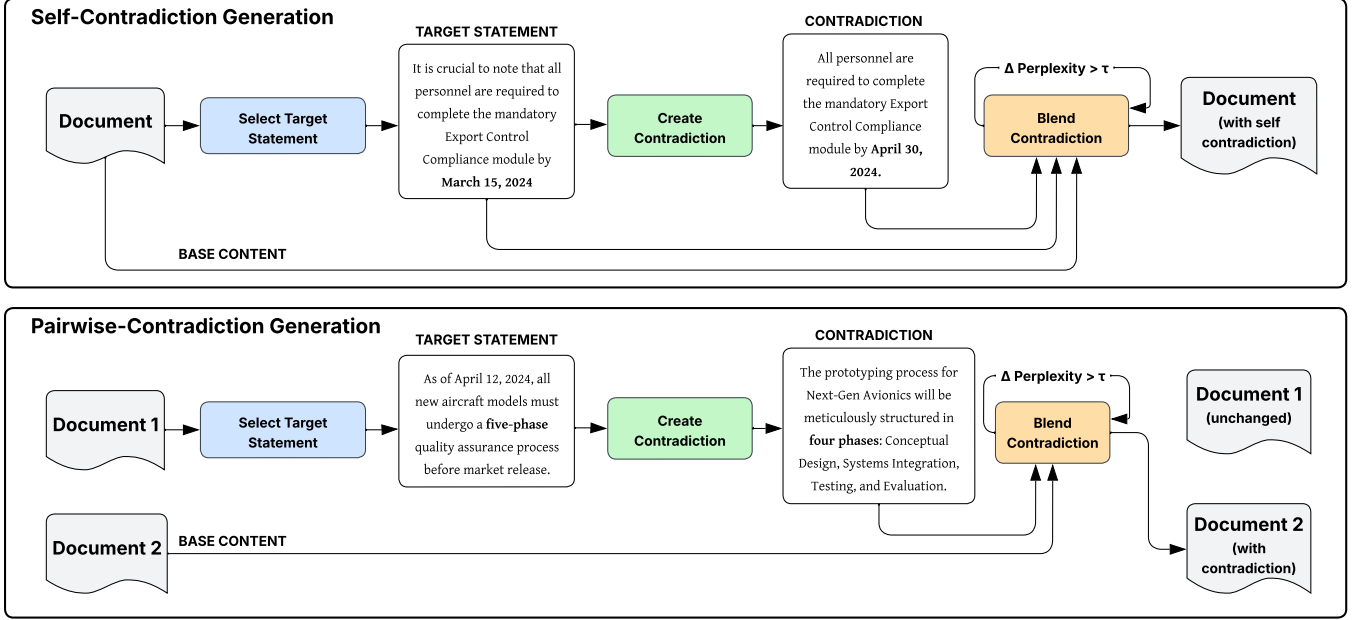 Self-Contradiction Generation
Document
Select Target
Statement
TARGET STATEMENT
It is crucial to note that all
personnel are required to
complete the mandatory
Export Control
Compliance module by
March 15, 2024
Create
Contradiction
CONTRADICTION
All personnel are
required to complete
the mandatory Export
Control Compliance
module by April 30,
2024.
Δ Perplexity > τ
Blend
Contradiction
Document
(with self
contradiction)
BASE CONTENT
Pairwise-Contradiction Generation
Document 1
Select Target
Statement
TARGET STATEMENT
As of April 12, 2024, all
new aircraft models must
undergo a five-phase
quality assurance process
before market release.
Create
Contradiction
CONTRADICTION
The prototyping process for
Next-Gen Avionics will be
meticulously structured in
four phases: Conceptual
Design, Systems Integration,
Testing, and Evaluation.
Δ Perplexity > τ
Blend
Contradiction
Document 1
(unchanged)
Document 2
BASE CONTENT
Document 2
(with
contradiction)